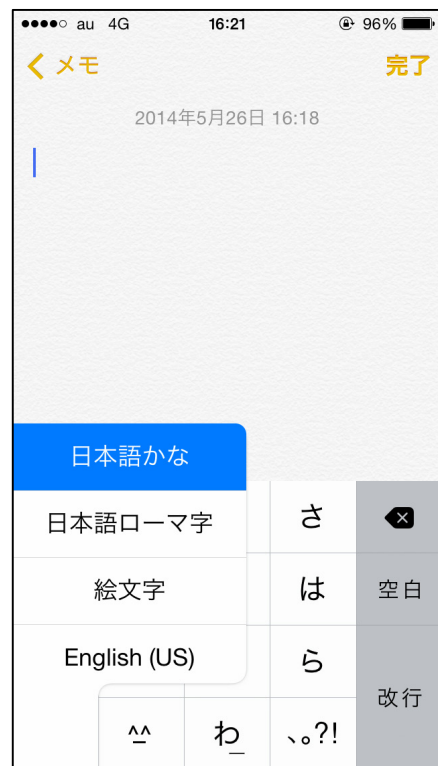 au 4G 16:21 96%
メモ 完了
2014年5月26日 16:18
日本語かな
日本語ローマ字
絵文字
English (US)
さ
は 空白
ら
改行
^^ わ 、。?!